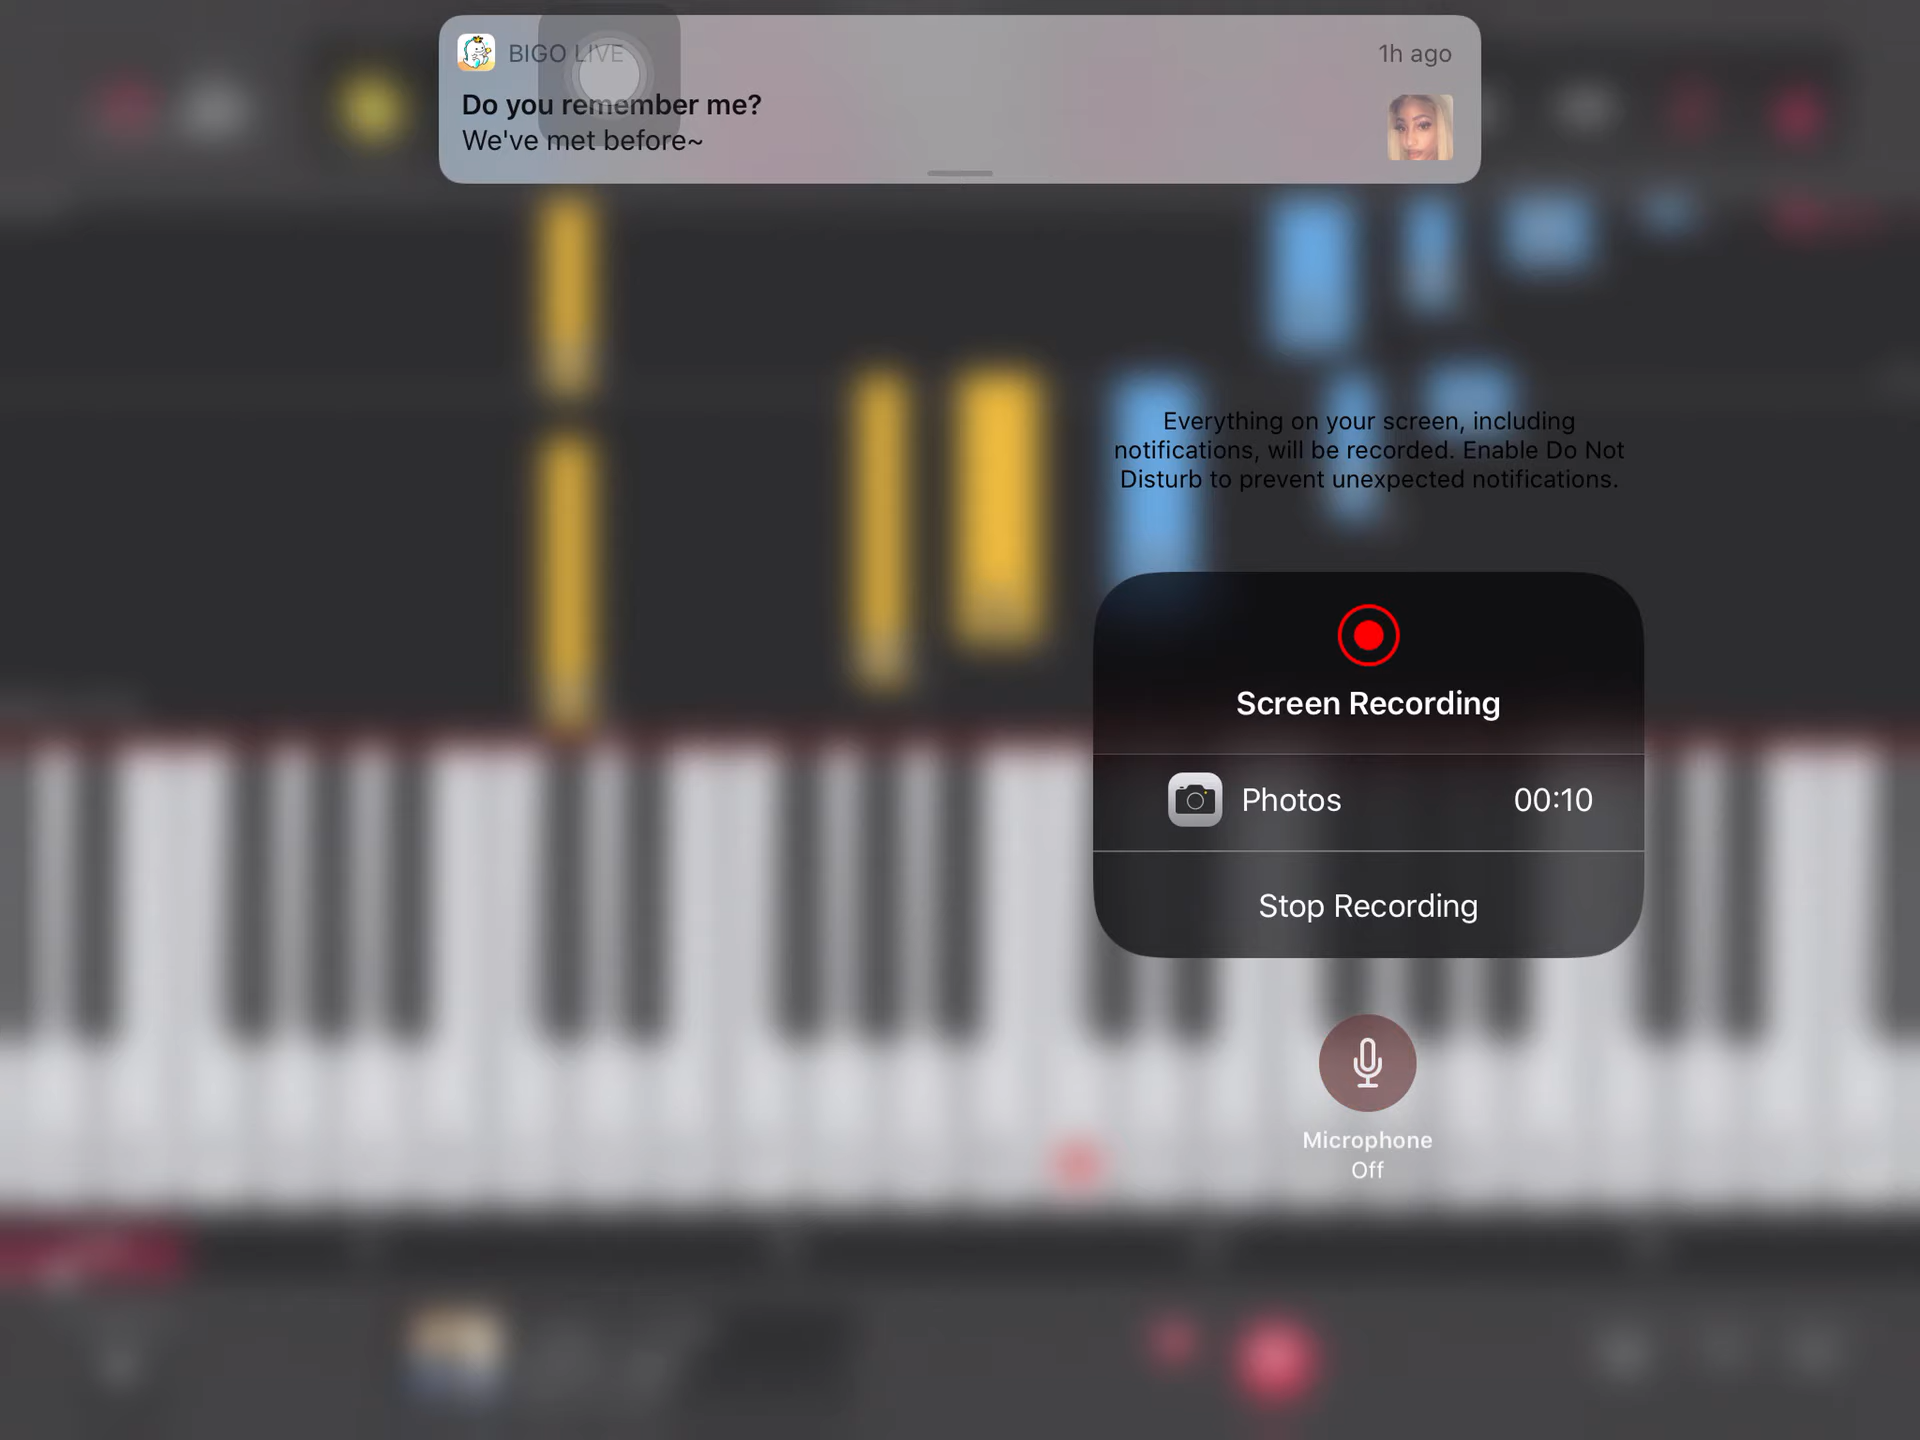 BIGO LIVE
1h ago
Do you remember me?
We've met before~
Everything on your screen, including
notifications, will be recorded. Enable Do Not
Disturb to prevent unexpected notifications.
Screen Recording
Photos
00:10
Stop Recording
Microphone
Off